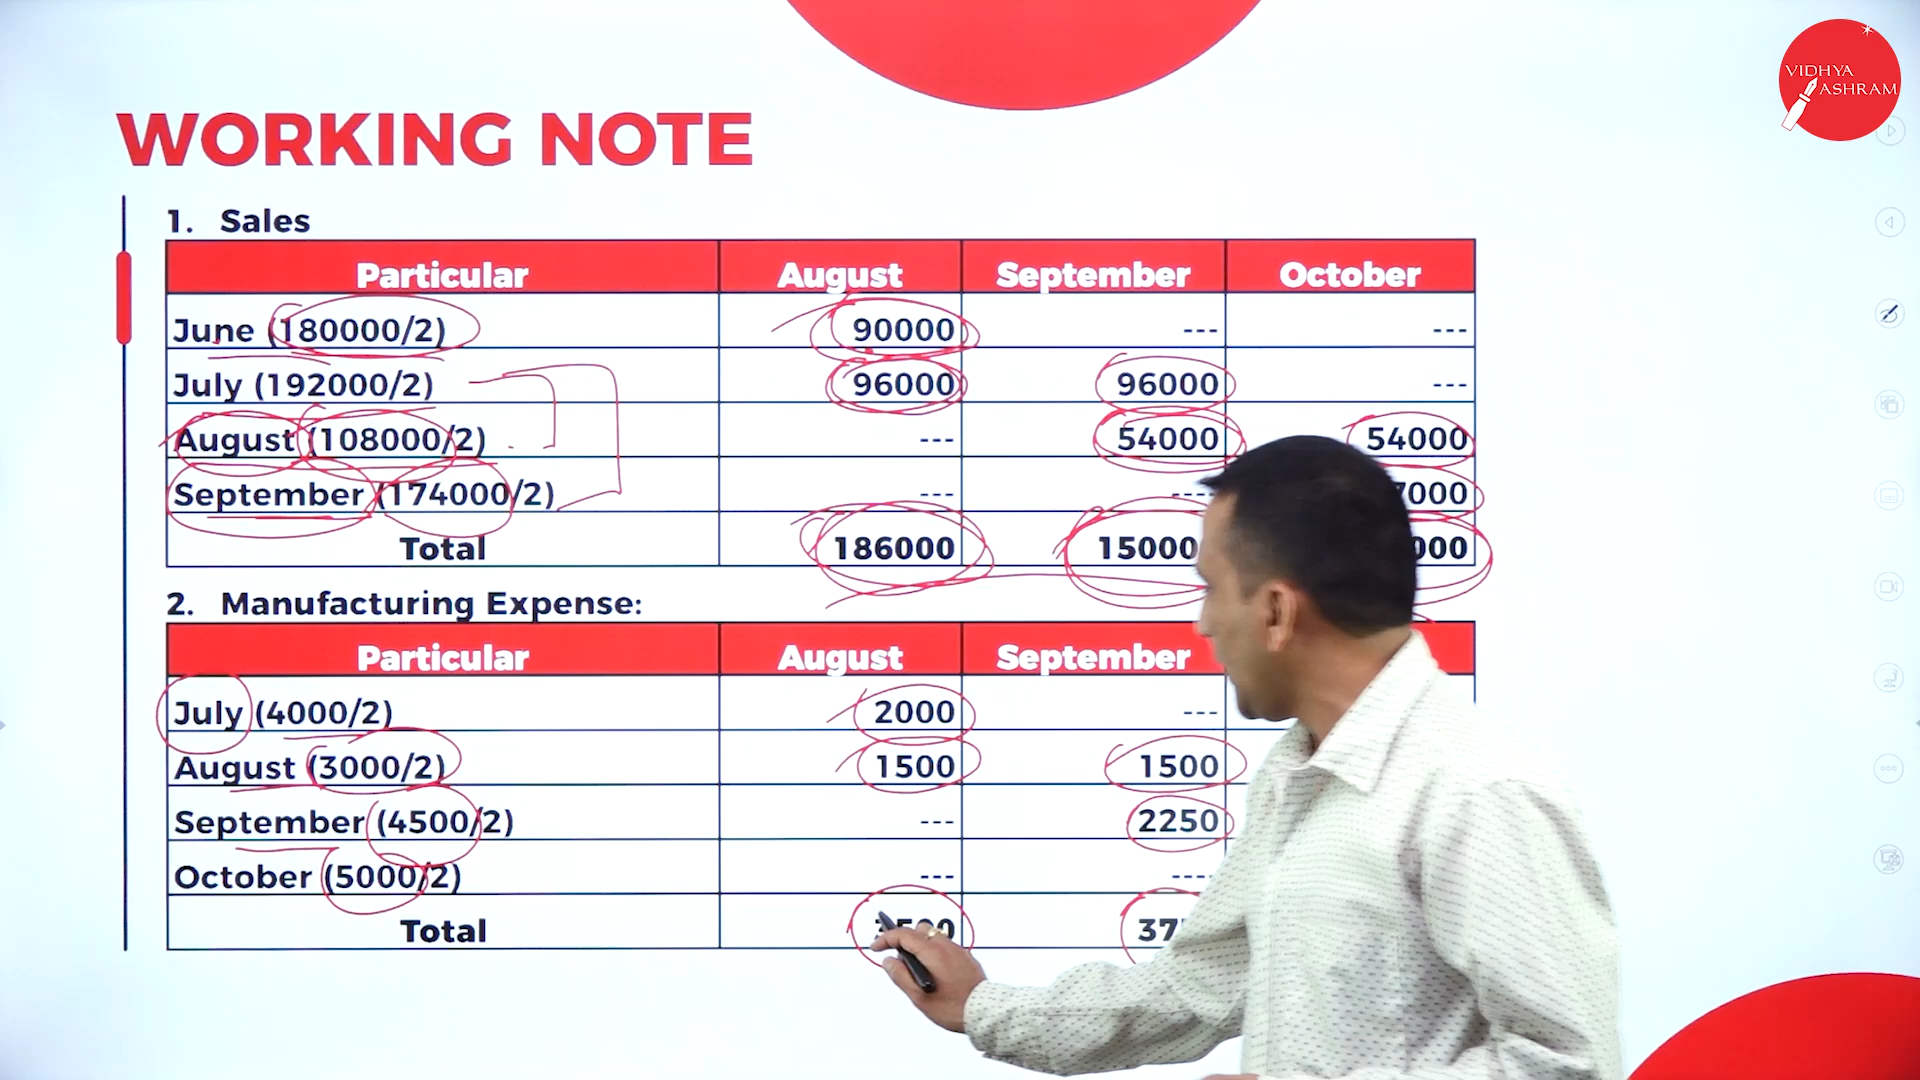 VIDHYA
ASHRAM
WORKING NOTE
1. Sales
Particular August September October
June (180000/2) 90000 --- ---
July (192000/2) 96000 96000 ---
August (108000/2) --- 54000 54000
September (174000/2) --- ----
Total 186000
2. Manufacturing Expense:
Particular August September
July (4000/2) 2000 ---
August (3000/2) 1500 1500
September (4500/2) --- 2250
October (5000/2) --- ----
Total